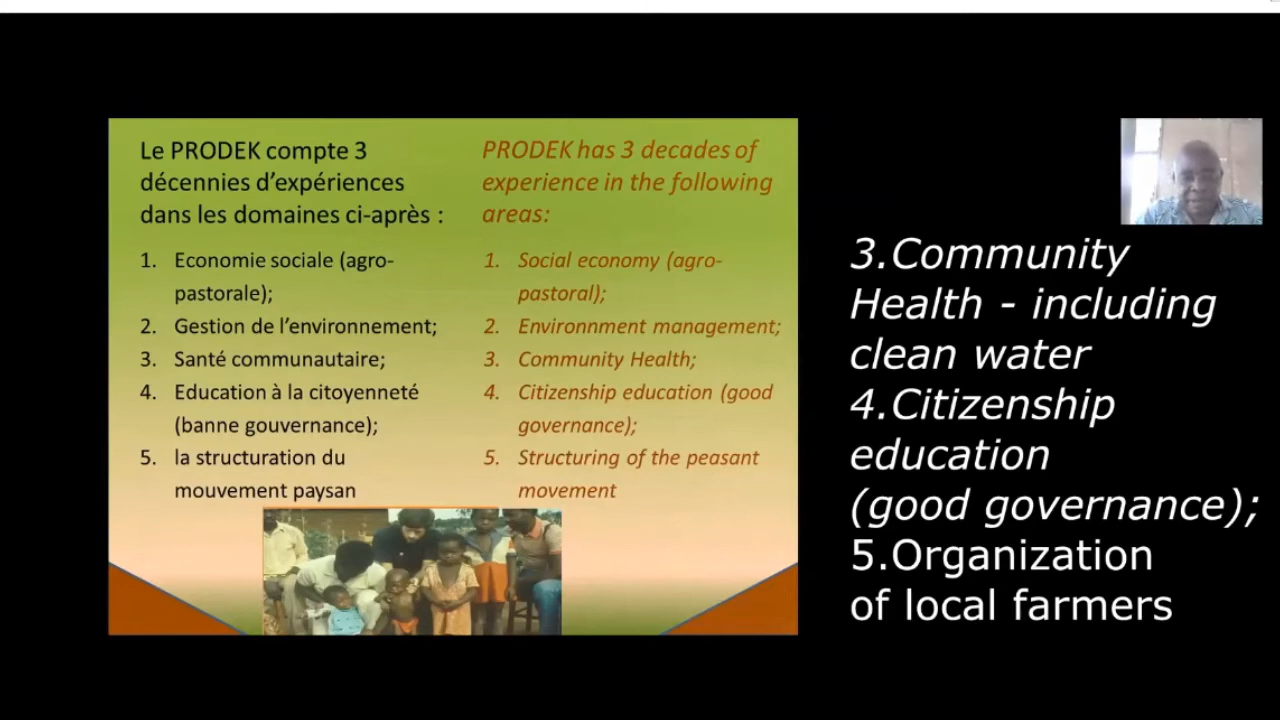 Le PRODEK compte 3
décennies d'expériences
dans les domaines ci-après :
1. Economie sociale (agro-
pastorale);
2. Gestion de l'environnement;
3. Santé communautaire;
4. Education à la citoyenneté
(banne gouvernance);
5. la structuration du
mouvement paysan
PRODEK has 3 decades of
experience in the following
areas:
1. Social economy (agro-
pastoral);
2. Environnment management;
3. Community Health;
4. Citizenship education (good
governance);
5. Structuring of the peasant
movement
3.Community
Health - including
clean water
4.Citizenship
education
(good governance);
5.Organization
of local farmers